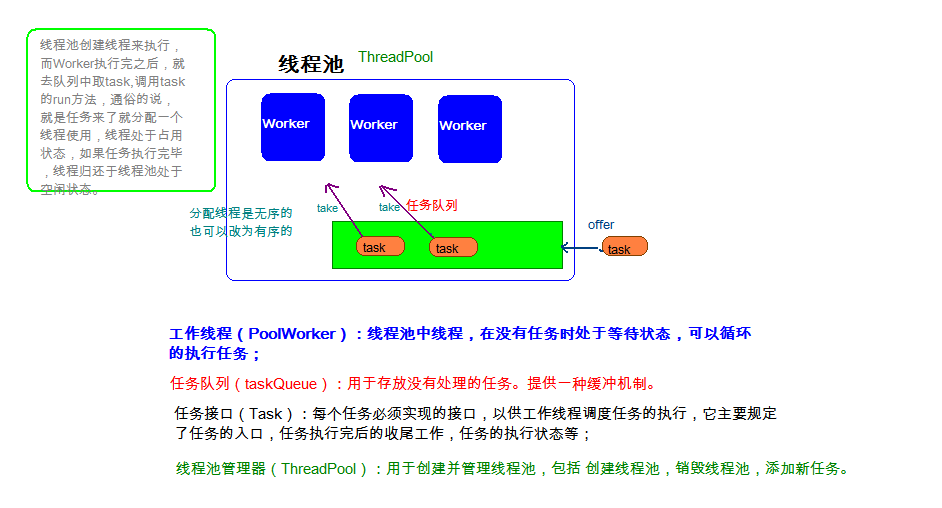 线程池创建线程来执行，
而Worker执行完之后，就
去队列中取task,调用task
的run方法，通俗的说，
就是任务来了就分配一个
线程使用，线程处于占用
状态，如果任务执行完毕
，线程归还于线程池处于
空闲状态。
线程池
ThreadPool
Worker
Worker
Worker
分配线程是无序的
也可以改为有序的
take
take
任务队列
task
task
offer
task
工作线程（PoolWorker）：线程池中线程，在没有任务时处于等待状态，可以循环
的执行任务；
任务队列（taskQueue）：用于存放没有处理的任务。提供一种缓冲机制。
任务接口（Task）：每个任务必须实现的接口，以供工作线程调度任务的执行，它主要规定
了任务的入口，任务执行完后的收尾工作，任务的执行状态等；
线程池管理器（ThreadPool）：用于创建并管理线程池，包括 创建线程池，销毁线程池，添加新任务。